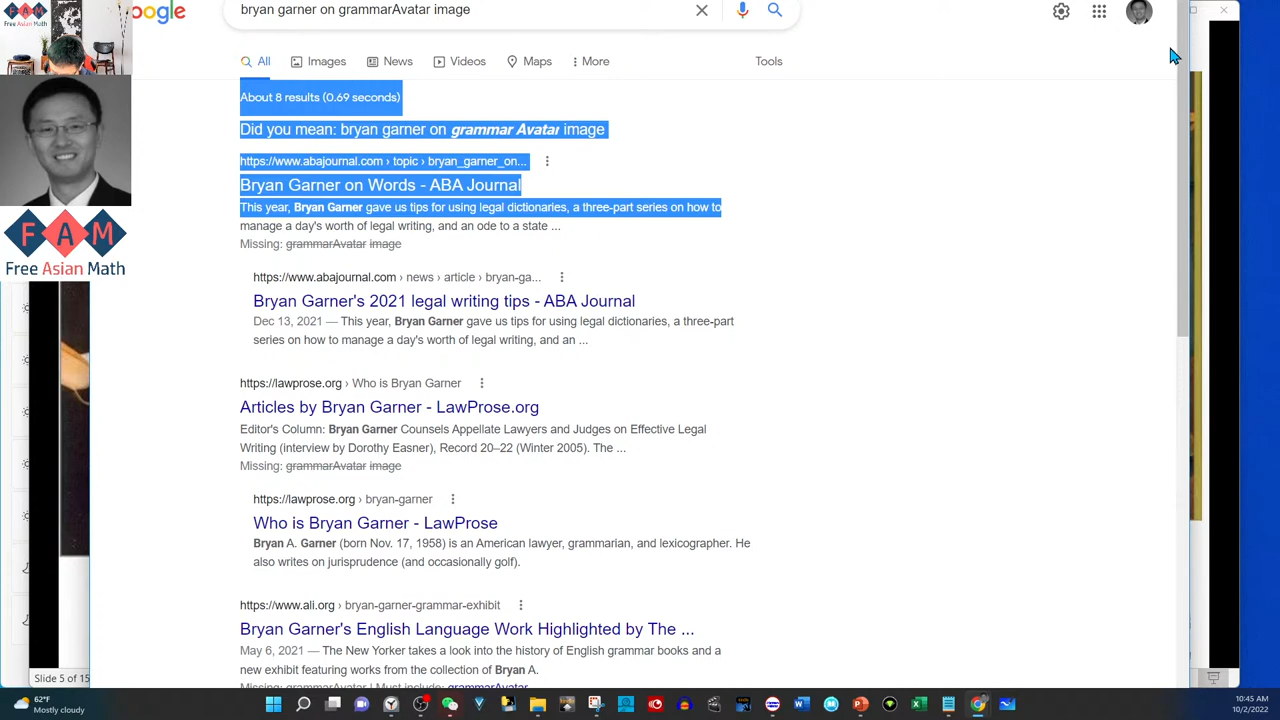 FAM
Free Asian Math
oogle
bryan garner on grammarAvatar image
All
Images
News
Videos
Maps
More
Tools
About 8 results (0.69 seconds)
Did you mean: bryan garner on grammar Avatar image
https://www.abajournal.com › topic › bryan_garner_on...
Bryan Garner on Words - ABA Journal
This year, Bryan Garner gave us tips for using legal dictionaries, a three-part series on how to
manage a day's worth of legal writing, and an ode to a state ...
Missing: grammarAvatar image
FAM
Free Asian Math
https://www.abajournal.com › news › article › bryan-ga...
Bryan Garner's 2021 legal writing tips - ABA Journal
Dec 13, 2021 — This year, Bryan Garner gave us tips for using legal dictionaries, a three-part
series on how to manage a day's worth of legal writing, and an ...
https://lawprose.org › Who is Bryan Garner
Articles by Bryan Garner - LawProse.org
Editor's Column: Bryan Garner Counsels Appellate Lawyers and Judges on Effective Legal
Writing (interview by Dorothy Easner), Record 20–22 (Winter 2005). The ...
Missing: grammarAvatar image
https://lawprose.org › bryan-garner
Who is Bryan Garner - LawProse
Bryan A. Garner (born Nov. 17, 1958) is an American lawyer, grammarian, and lexicographer. He
also writes on jurisprudence (and occasionally golf).
https://www.ali.org › bryan-garner-grammar-exhibit
Bryan Garner's English Language Work Highlighted by The ...
May 6, 2021 — The New Yorker takes a look into the history of English grammar books and a
new exhibit featuring works from the collection of Bryan A.
Missing: grammarAvatar | Must include: grammarAvatar
Slide 5 of 15
62°F
Mostly cloudy
10:45 AM
10/2/2022